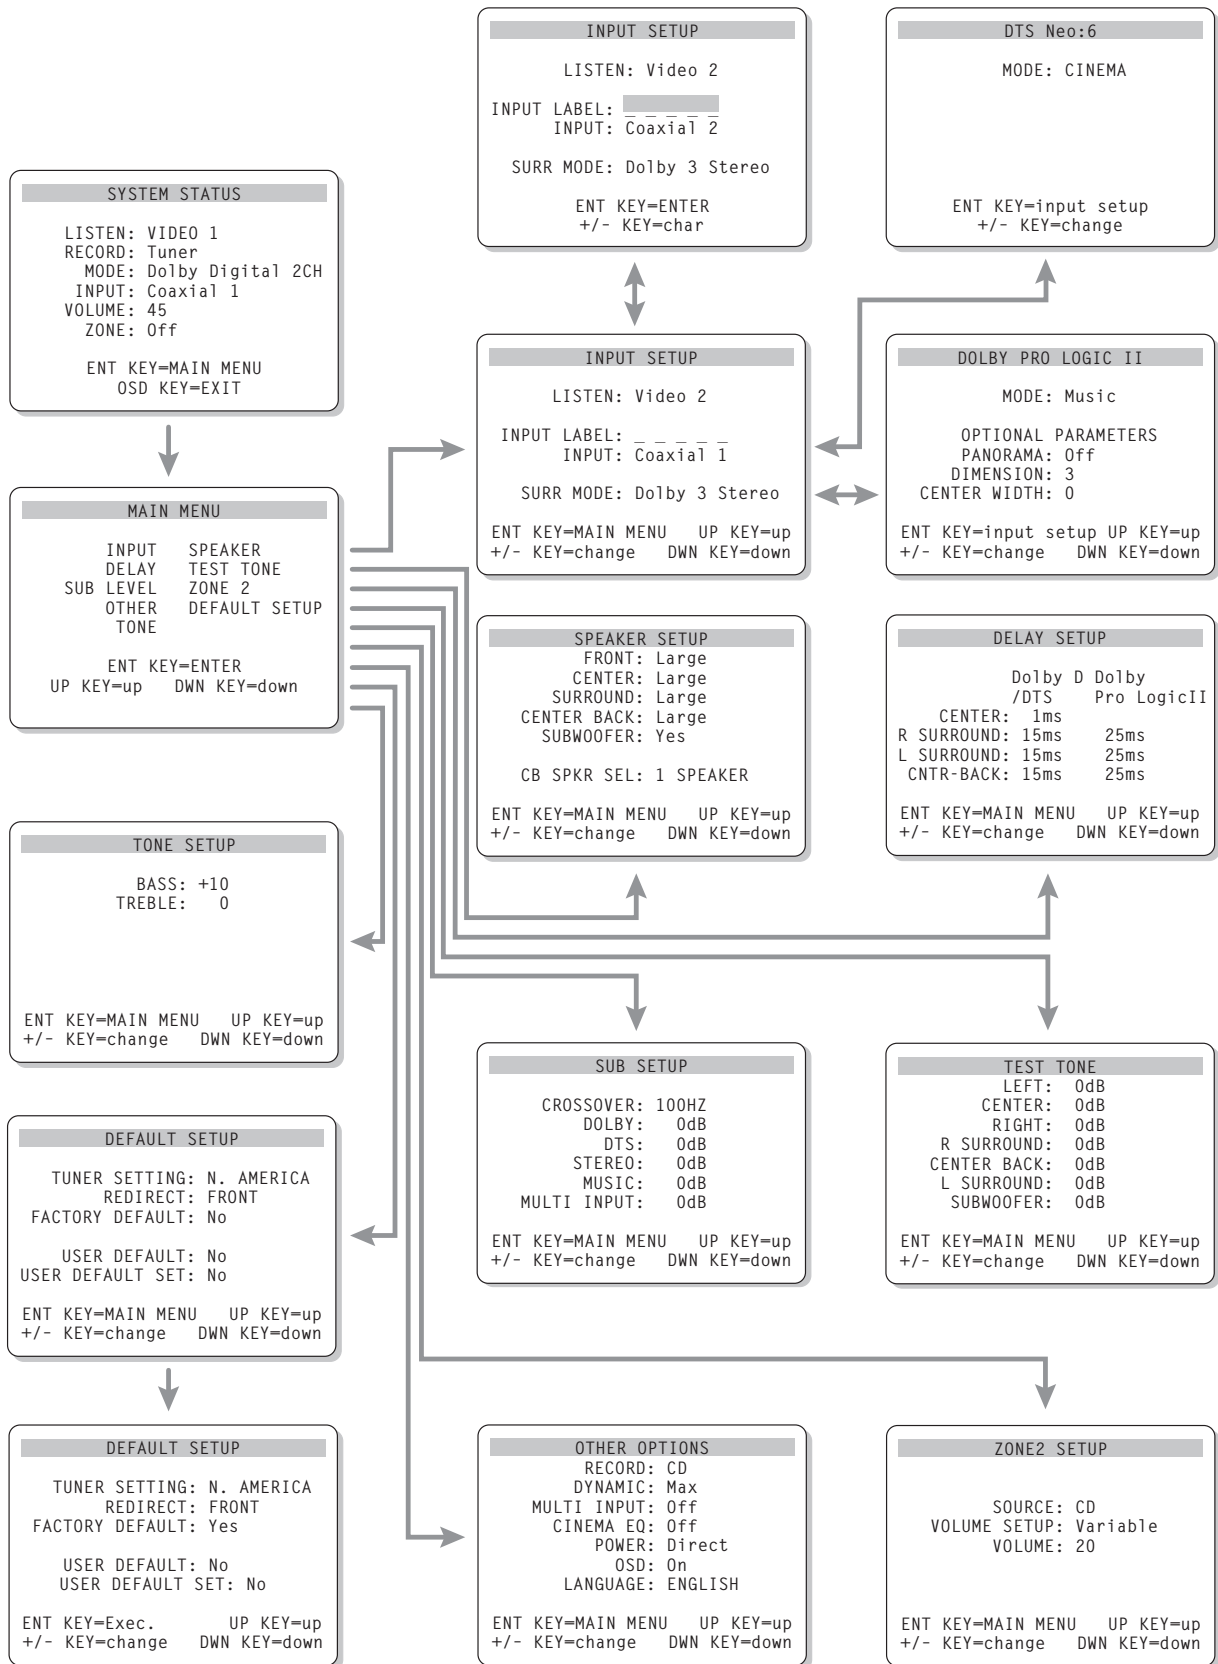 INPUT SETUP
LISTEN: Video 2
INPUT LABEL: _ _ _ _ _
INPUT: Coaxial 2
SURR MODE: Dolby 3 Stereo
ENT KEY=ENTER
+/- KEY=char
DTS Neo:6
MODE: CINEMA
ENT KEY=input setup
+/- KEY=change
SYSTEM STATUS
LISTEN: VIDEO 1
RECORD: Tuner
MODE: Dolby Digital 2CH
INPUT: Coaxial 1
VOLUME: 45
ZONE: Off
ENT KEY=MAIN MENU
OSD KEY=EXIT
INPUT SETUP
LISTEN: Video 2
INPUT LABEL: _ _ _ _ _
INPUT: Coaxial 1
SURR MODE: Dolby 3 Stereo
ENT KEY=MAIN MENU UP KEY=up
+/- KEY=change DWN KEY=down
DOLBY PRO LOGIC II
MODE: Music
OPTIONAL PARAMETERS
PANORAMA: Off
DIMENSION: 3
CENTER WIDTH: 0
ENT KEY=input setup UP KEY=up
+/- KEY=change DWN KEY=down
MAIN MENU
INPUT SPEAKER
DELAY TEST TONE
SUB LEVEL ZONE 2
OTHER DEFAULT SETUP
TONE
ENT KEY=ENTER
UP KEY=up DWN KEY=down
SPEAKER SETUP
FRONT: Large
CENTER: Large
SURROUND: Large
CENTER BACK: Large
SUBWOOFER: Yes
CB SPKR SEL: 1 SPEAKER
ENT KEY=MAIN MENU UP KEY=up
+/- KEY=change DWN KEY=down
DELAY SETUP
Dolby D Dolby
/DTS Pro LogicII
CENTER: 1ms
R SURROUND: 15ms 25ms
L SURROUND: 15ms 25ms
CNTR-BACK: 15ms 25ms
ENT KEY=MAIN MENU UP KEY=up
+/- KEY=change DWN KEY=down
TONE SETUP
BASS: +10
TREBLE: 0
ENT KEY=MAIN MENU UP KEY=up
+/- KEY=change DWN KEY=down
SUB SETUP
CROSSOVER: 100HZ
DOLBY: 0dB
DTS: 0dB
STEREO: 0dB
MUSIC: 0dB
MULTI INPUT: 0dB
ENT KEY=MAIN MENU UP KEY=up
+/- KEY=change DWN KEY=down
TEST TONE
LEFT: 0dB
CENTER: 0dB
RIGHT: 0dB
R SURROUND: 0dB
CENTER BACK: 0dB
L SURROUND: 0dB
SUBWOOFER: 0dB
ENT KEY=MAIN MENU UP KEY=up
+/- KEY=change DWN KEY=down
DEFAULT SETUP
TUNER SETTING: N. AMERICA
REDIRECT: FRONT
FACTORY DEFAULT: No
USER DEFAULT: No
USER DEFAULT SET: No
ENT KEY=MAIN MENU UP KEY=up
+/- KEY=change DWN KEY=down
DEFAULT SETUP
TUNER SETTING: N. AMERICA
REDIRECT: FRONT
FACTORY DEFAULT: Yes
USER DEFAULT: No
USER DEFAULT SET: No
ENT KEY=Exec. UP KEY=up
+/- KEY=change DWN KEY=down
OTHER OPTIONS
RECORD: CD
DYNAMIC: Max
MULTI INPUT: Off
CINEMA EQ: Off
POWER: Direct
OSD: On
LANGUAGE: ENGLISH
ENT KEY=MAIN MENU UP KEY=up
+/- KEY=change DWN KEY=down
ZONE2 SETUP
SOURCE: CD
VOLUME SETUP: Variable
VOLUME: 20
ENT KEY=MAIN MENU UP KEY=up
+/- KEY=change DWN KEY=down